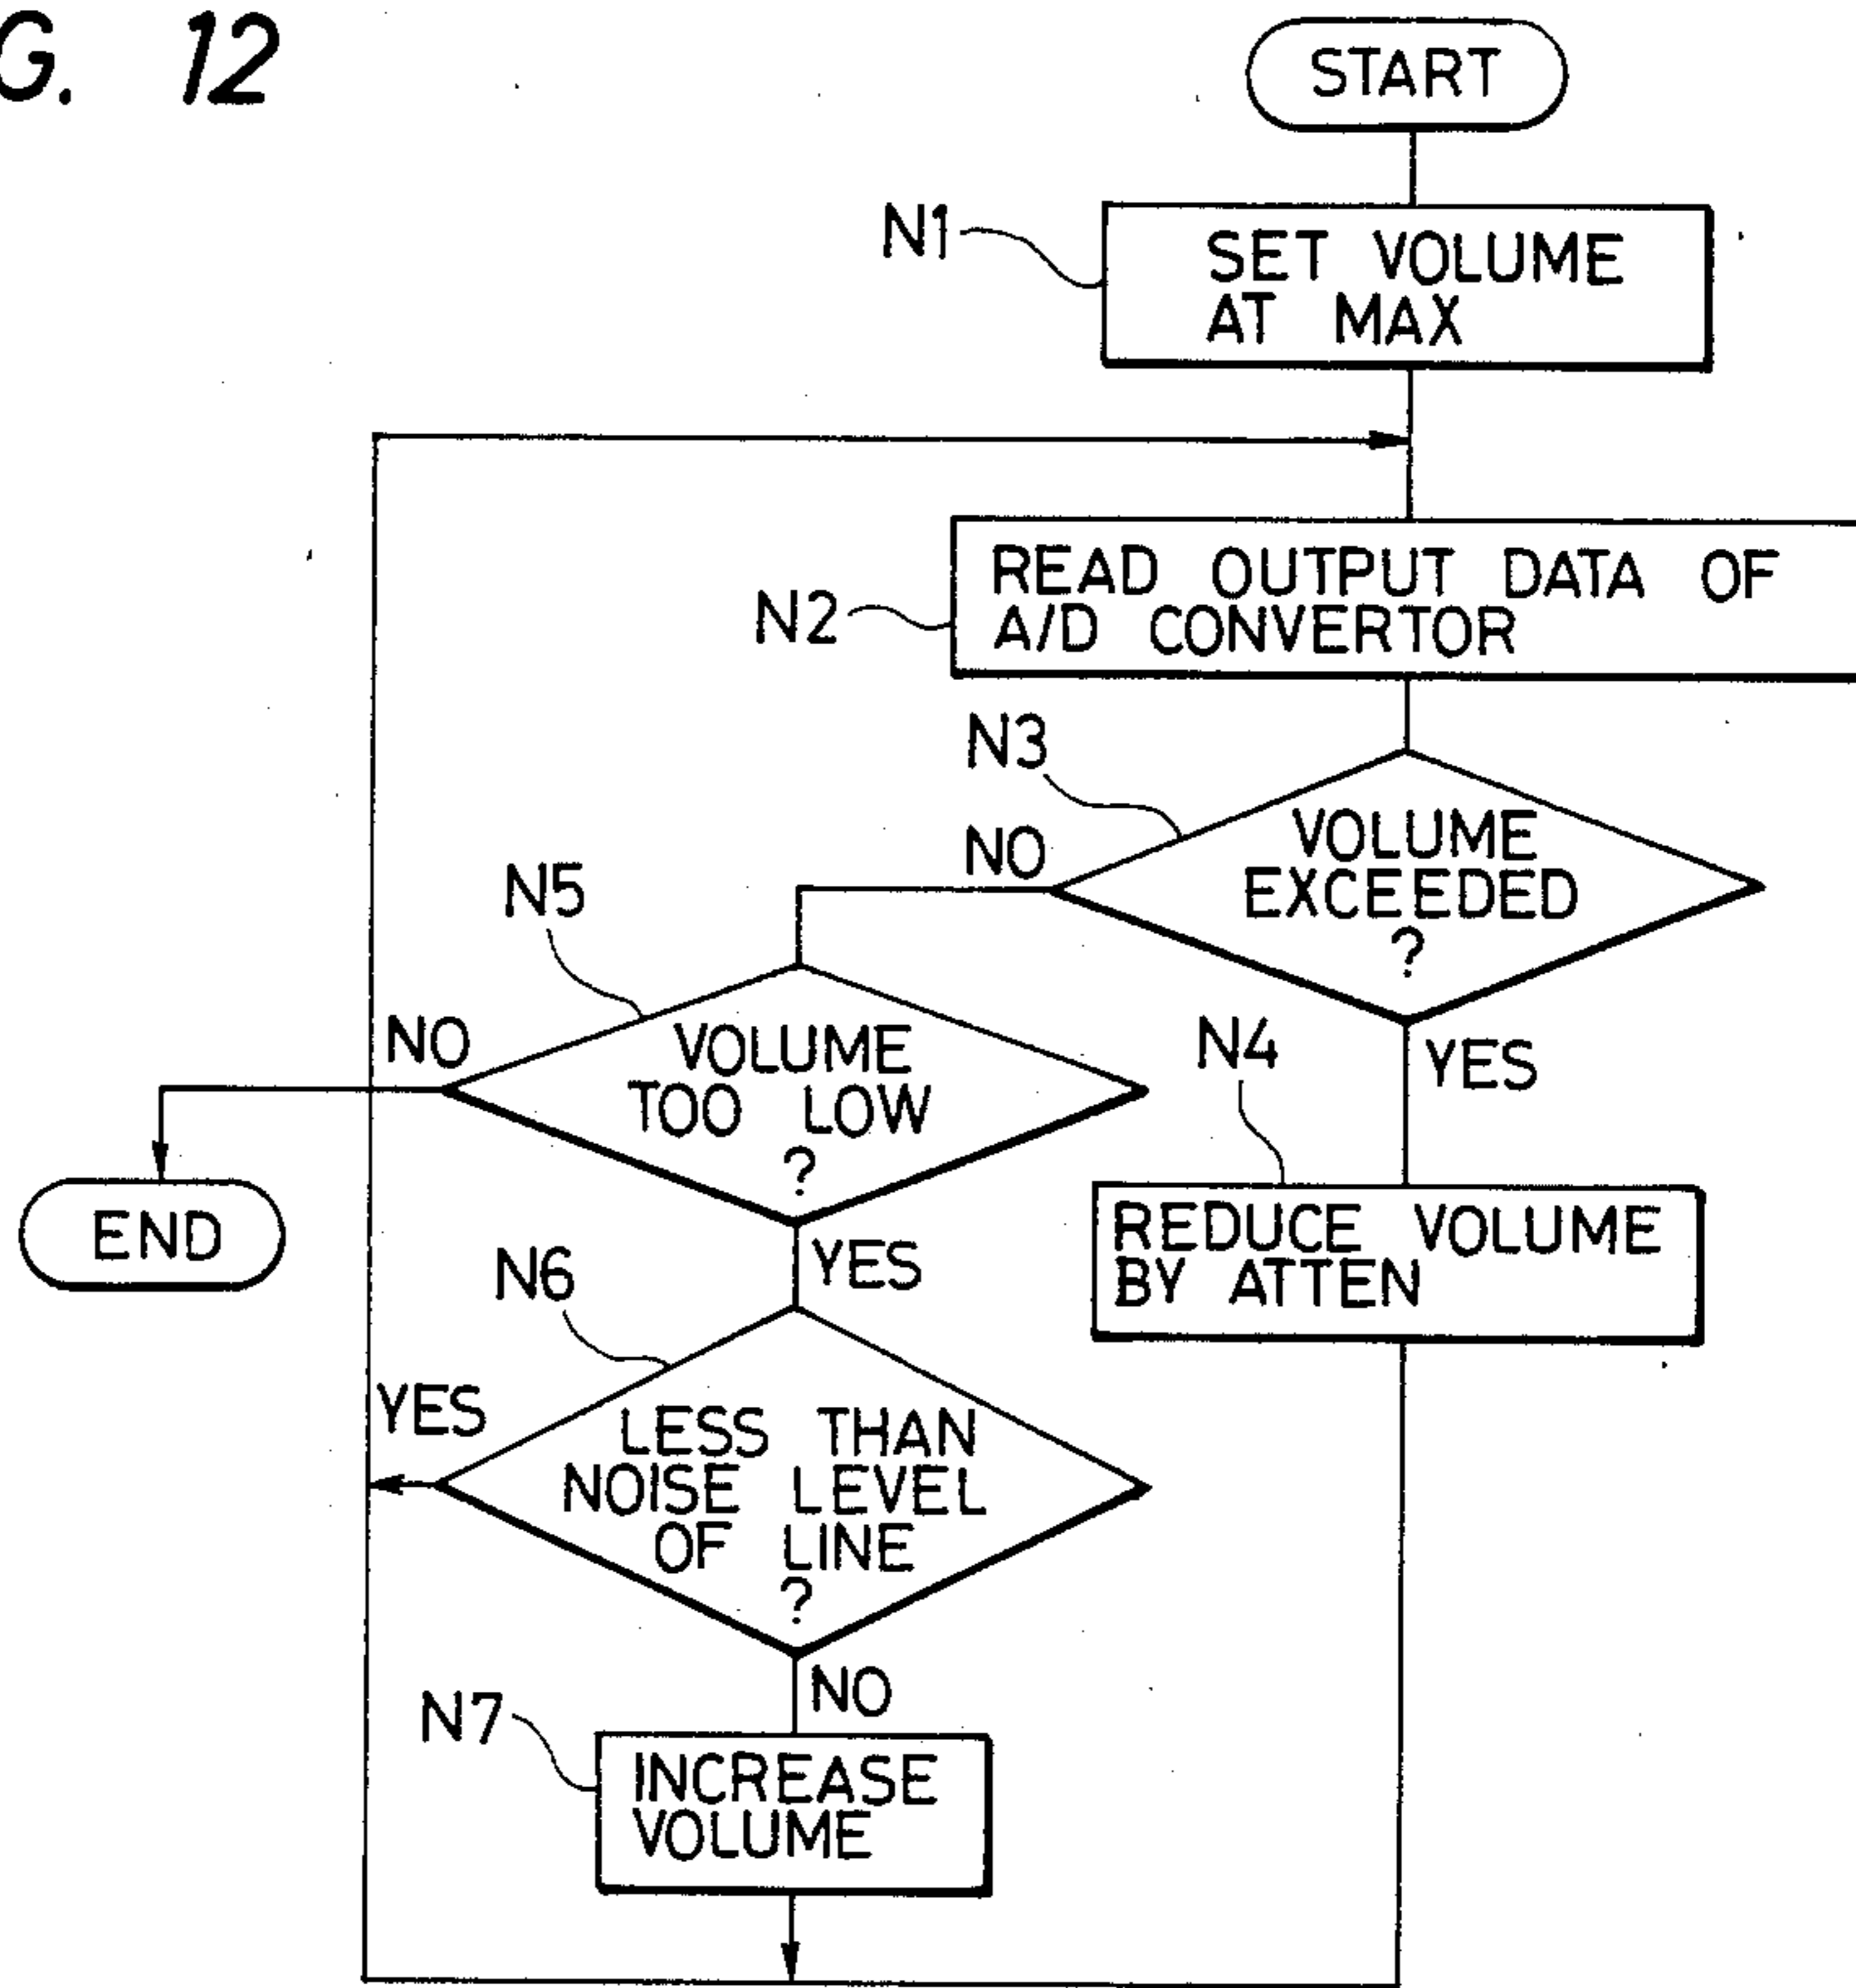 G. 12
START
N1
SET VOLUME
AT MAX
N2
READ OUTPUT DATA OF
A/D CONVERTOR
N3
VOLUME
EXCEEDED
?
NO
YES
N4
REDUCE VOLUME
BY ATTEN
N5
VOLUME
TOO LOW
?
NO
END
YES
N6
LESS THAN
NOISE LEVEL
OF LINE
?
YES
NO
N7
INCREASE
VOLUME